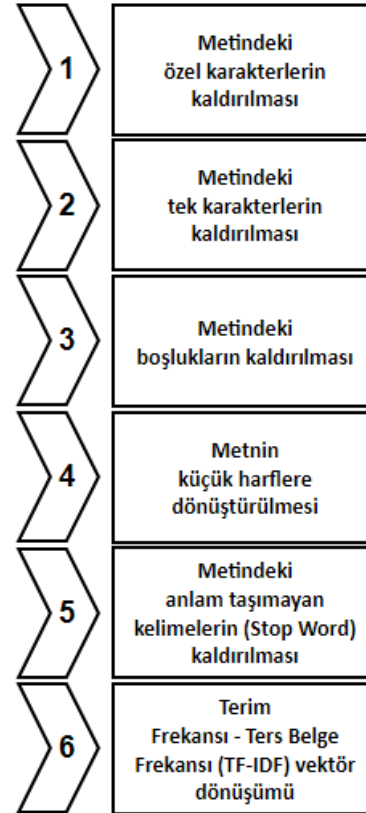 1
Metindeki
özel karakterlerin
kaldırılması
2
Metindeki
tek karakterlerin
kaldırılması
3
Metindeki
boşlukların kaldırılması
4
Metnin
küçük harflere
dönüştürülmesi
5
Metindeki
anlam taşımayan
kelimelerin (Stop Word)
kaldırılması
6
Terim
Frekansı - Ters Belge
Frekansı (TF-IDF) vektör
dönüşümü